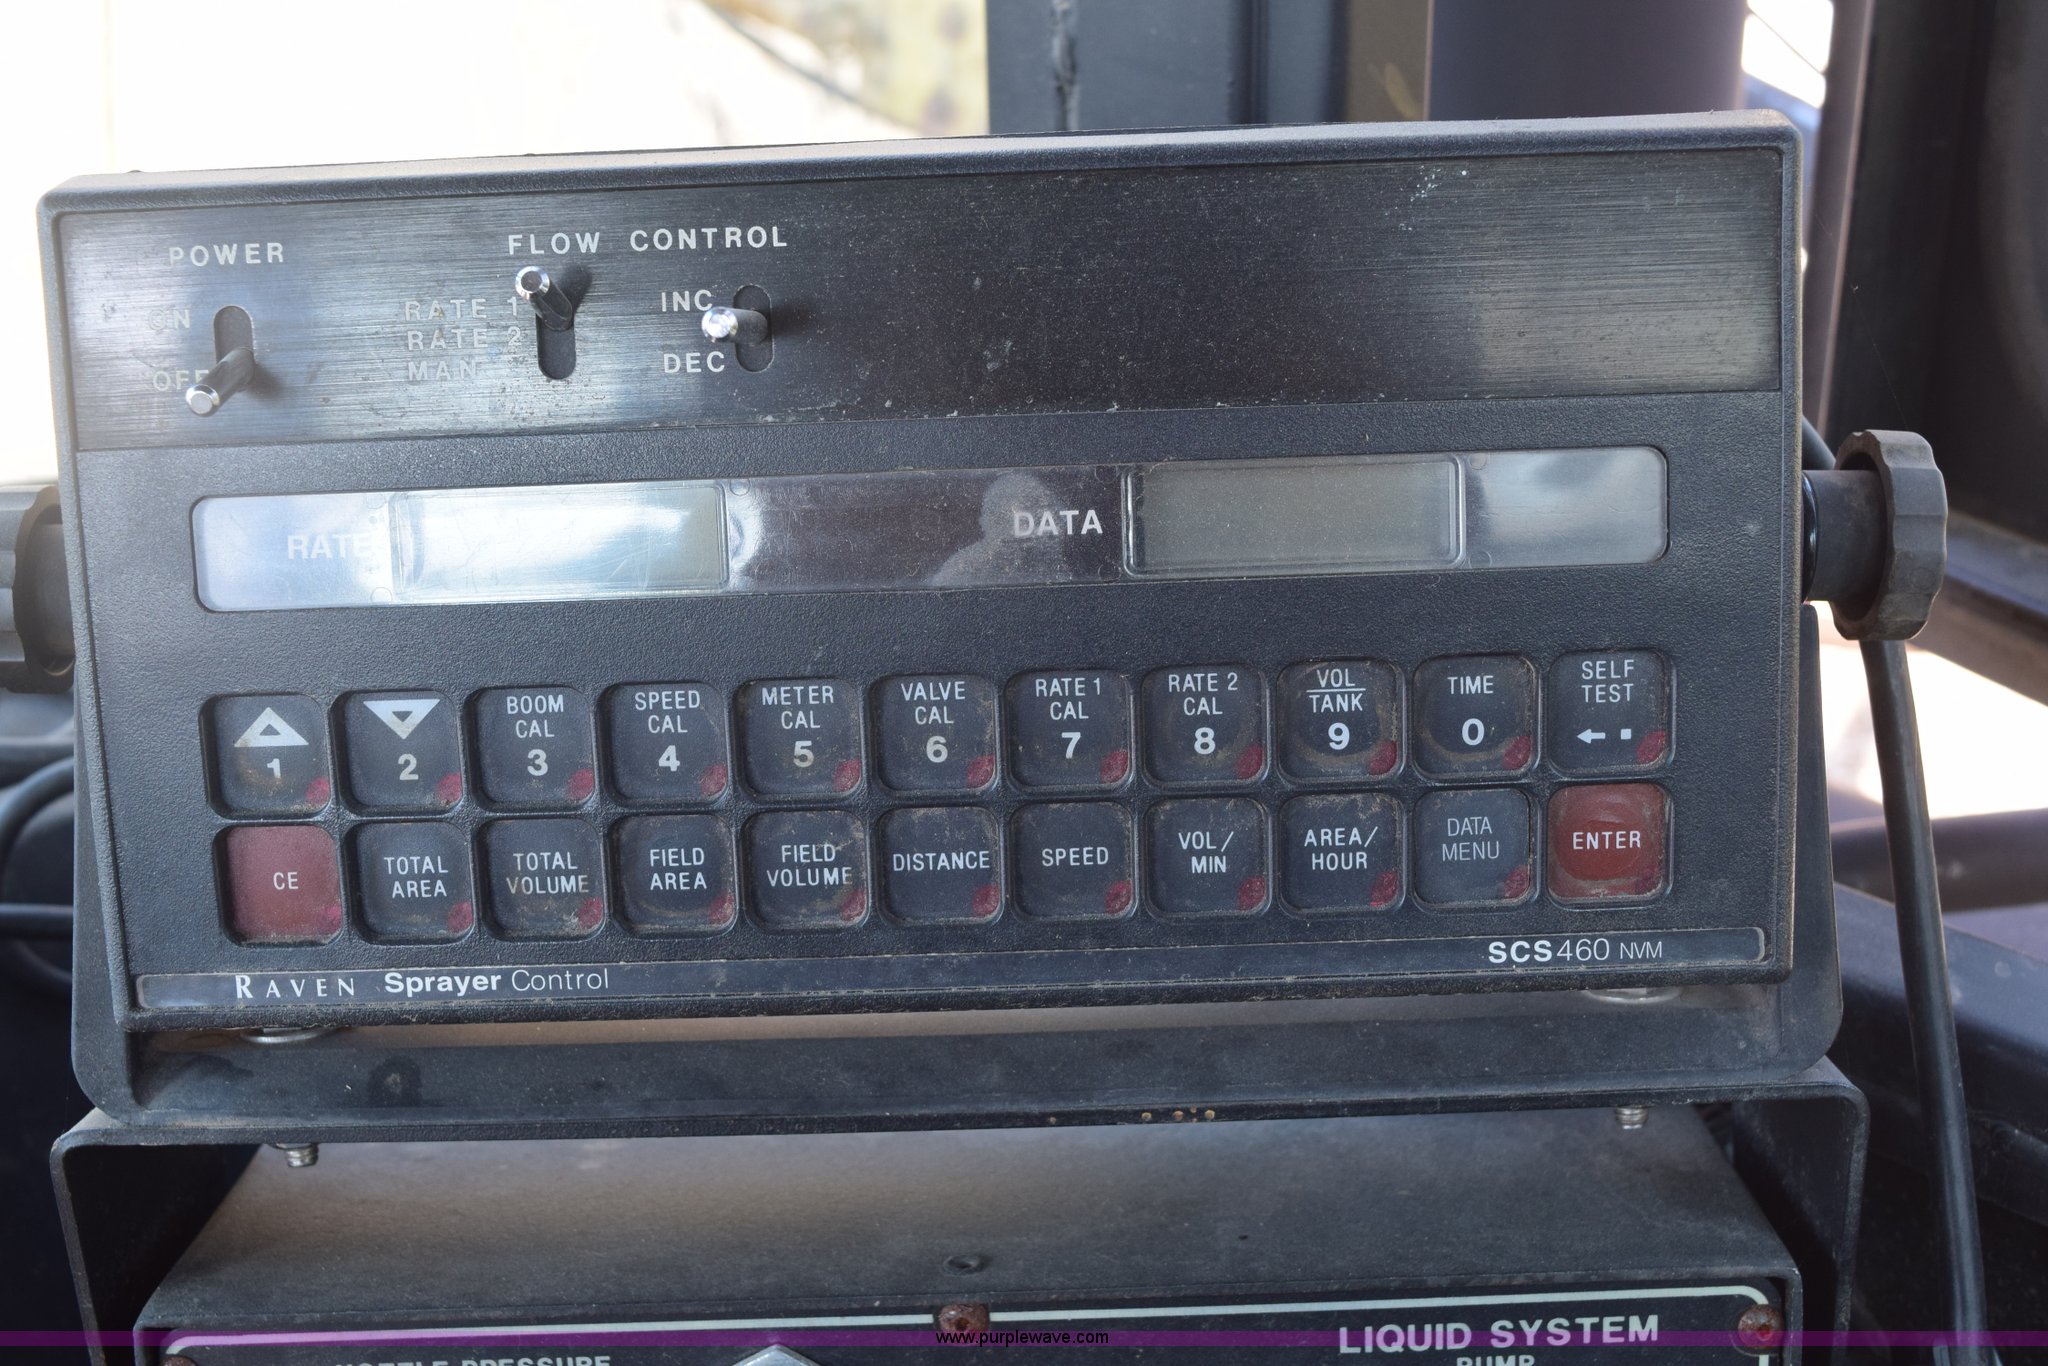 POWER
FLOW CONTROL
ON
OFF
RATE 1
RATE 2
MAN
INC
DEC
RATE
DATA
1
2
BOOM CAL 3
SPEED CAL 4
METER CAL 5
VALVE CAL 6
RATE 1 CAL 7
RATE 2 CAL 8
VOL TANK 9
TIME 0
SELF TEST ← ·
CE
TOTAL AREA
TOTAL VOLUME
FIELD AREA
FIELD VOLUME
DISTANCE
SPEED
VOL/ MIN
AREA/ HOUR
DATA MENU
ENTER
RAVEN Sprayer Control
SCS460 NVM
LIQUID SYSTEM
PUMP
NOZZLE PRESSURE
www.purplewave.com